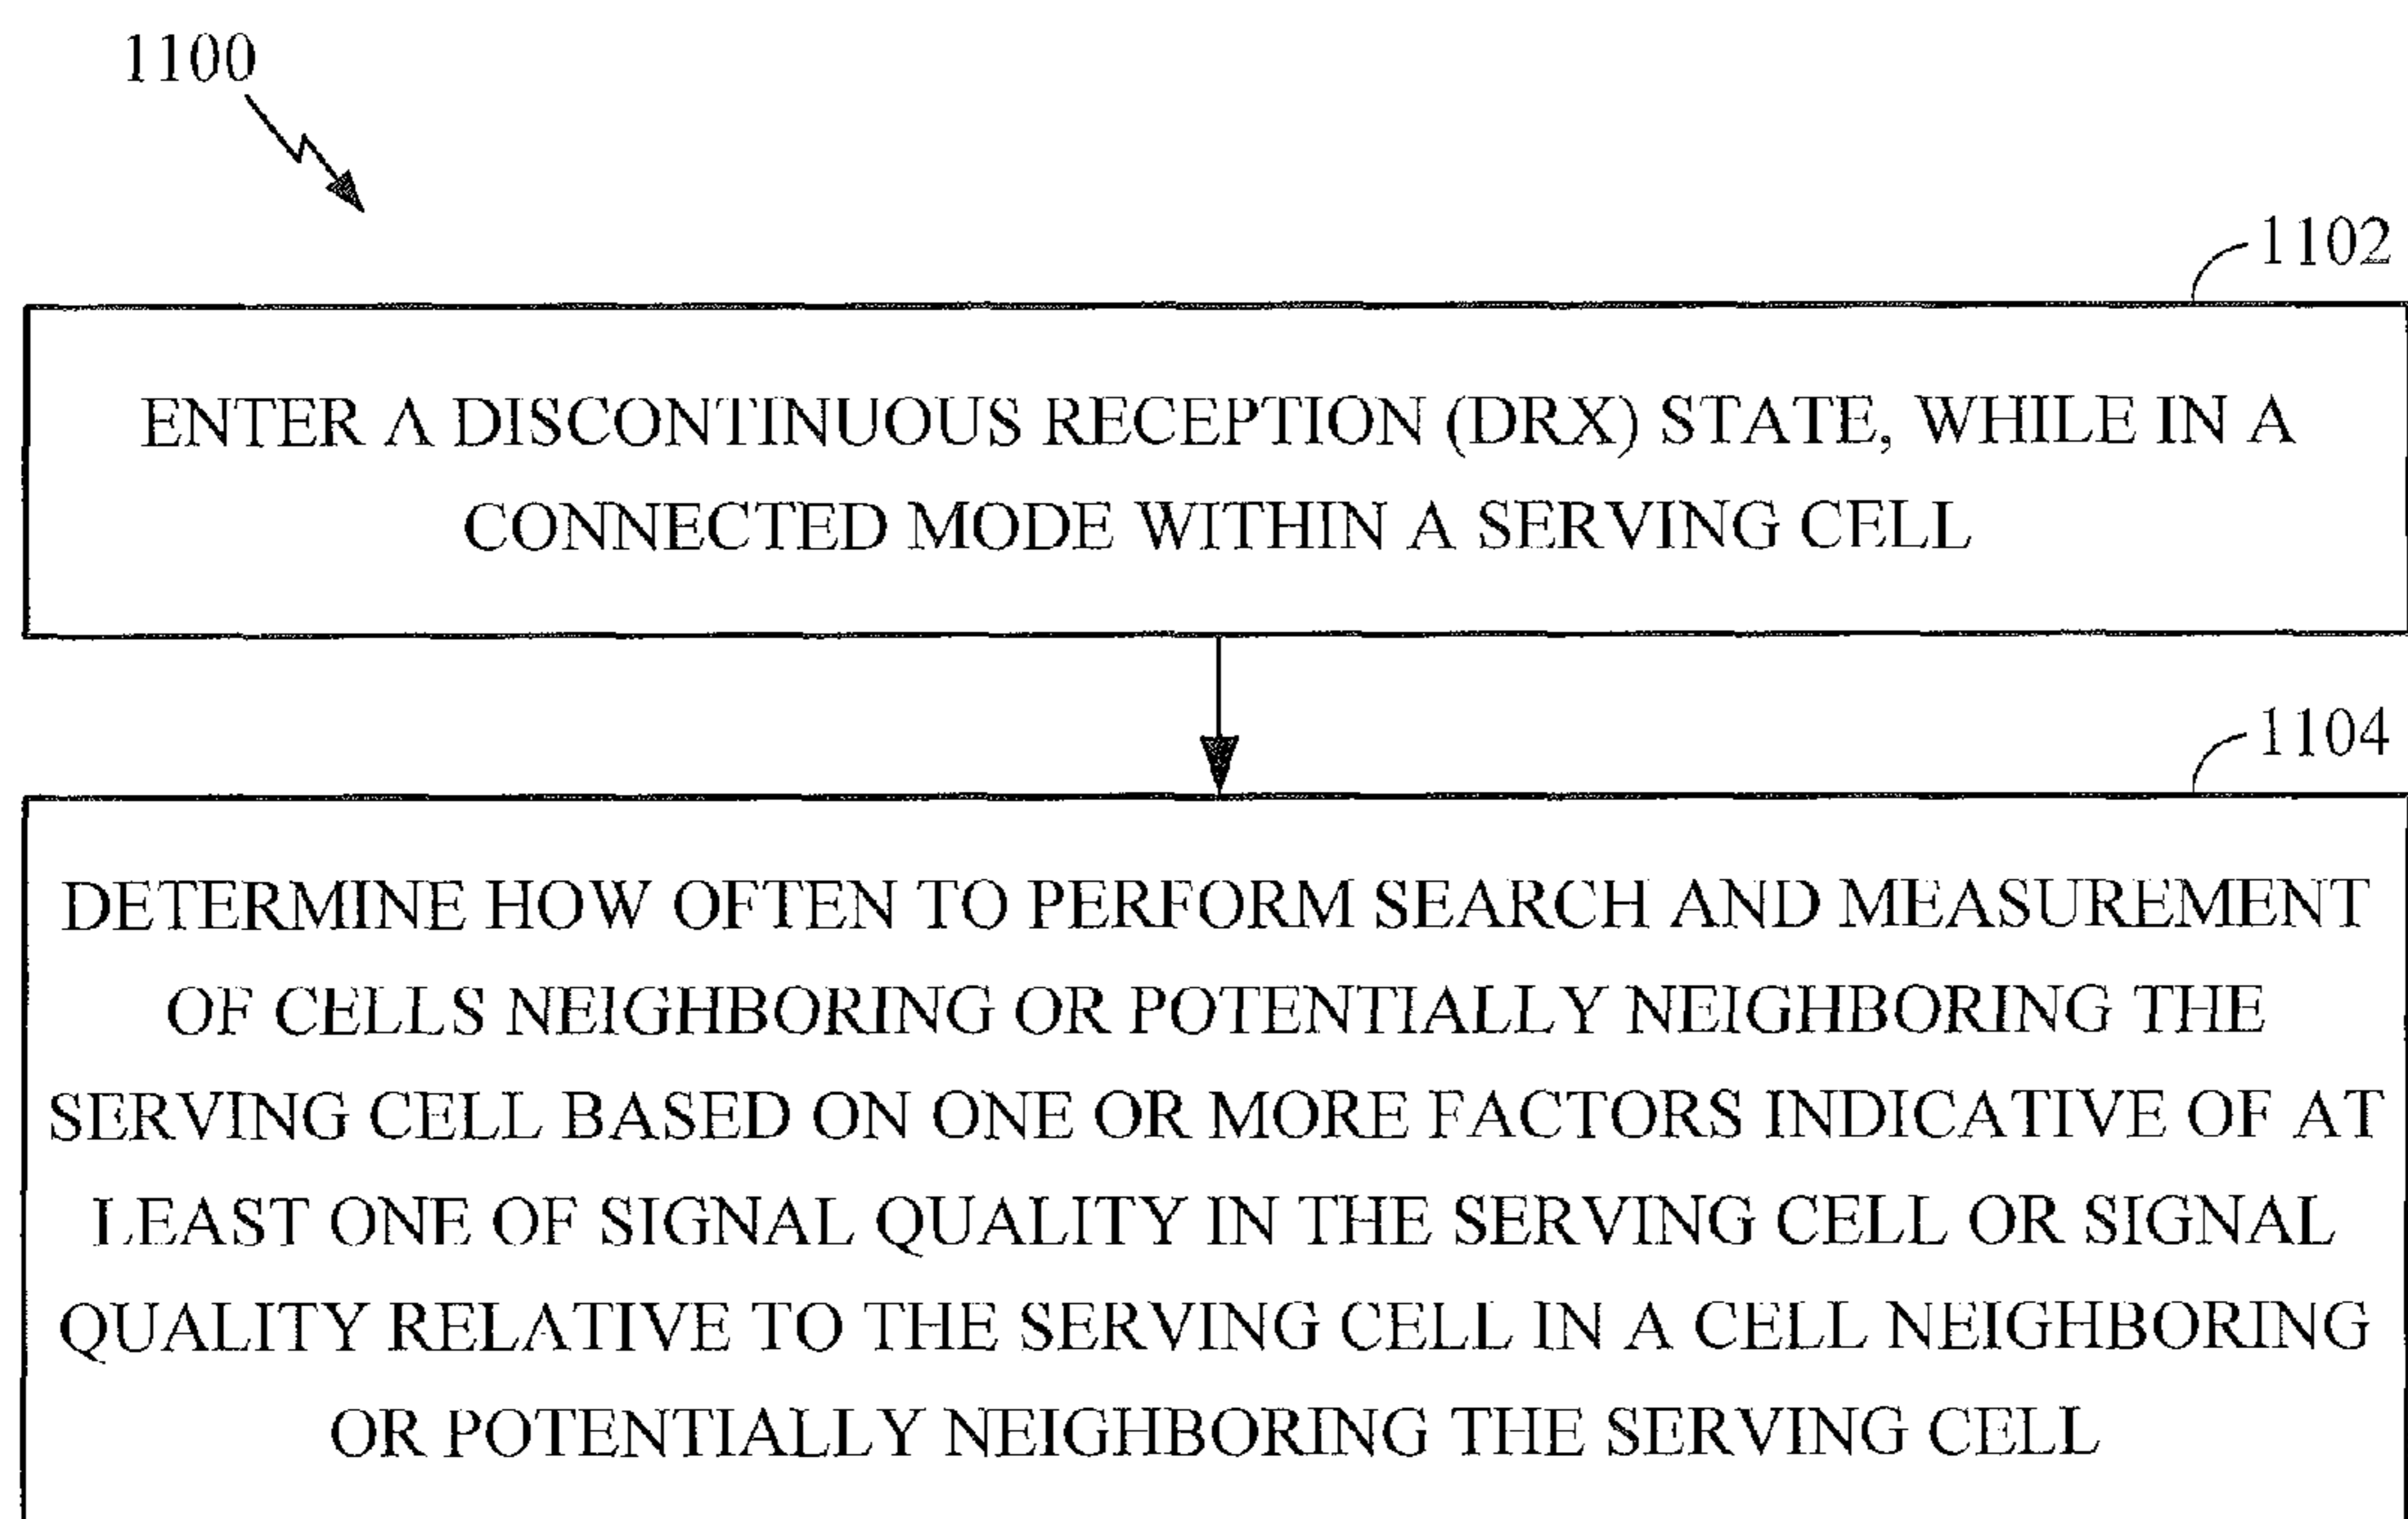 1100
1102
ENTER A DISCONTINUOUS RECEPTION (DRX) STATE, WHILE IN A
CONNECTED MODE WITHIN A SERVING CELL
1104
DETERMINE HOW OFTEN TO PERFORM SEARCH AND MEASUREMENT
OF CELLS NEIGHBORING OR POTENTIALLY NEIGHBORING THE
SERVING CELL BASED ON ONE OR MORE FACTORS INDICATIVE OF AT
LEAST ONE OF SIGNAL QUALITY IN THE SERVING CELL OR SIGNAL
QUALITY RELATIVE TO THE SERVING CELL IN A CELL NEIGHBORING
OR POTENTIALLY NEIGHBORING THE SERVING CELL